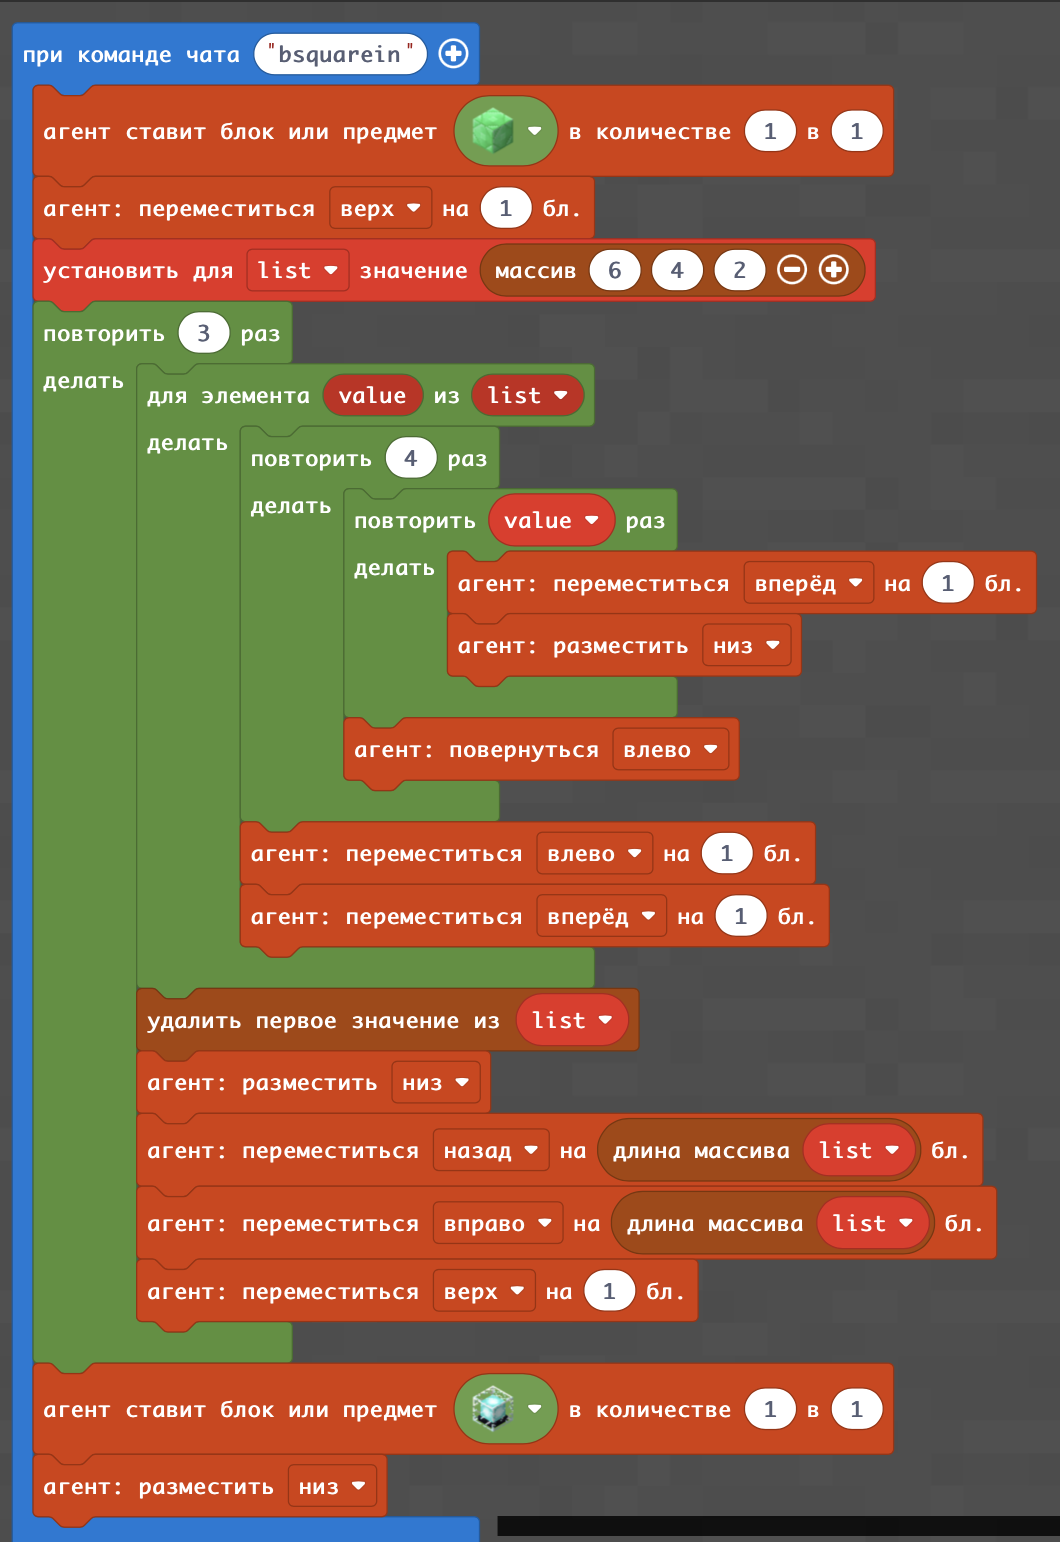 при команде чата "bsquarein"
агент ставит блок или предмет в количестве 1 в 1
агент: переместиться верх на 1 бл.
установить для list значение массив 6 4 2
повторить 3 раз
делать
для элемента value из list
делать
повторить 4 раз
делать
повторить value раз
делать
агент: переместиться вперёд на 1 бл.
агент: разместить низ
агент: повернуться влево
агент: переместиться влево на 1 бл.
агент: переместиться вперёд на 1 бл.
удалить первое значение из list
агент: разместить низ
агент: переместиться назад на длина массива list бл.
агент: переместиться вправо на длина массива list бл.
агент: переместиться верх на 1 бл.
агент ставит блок или предмет в количестве 1 в 1
агент: разместить низ